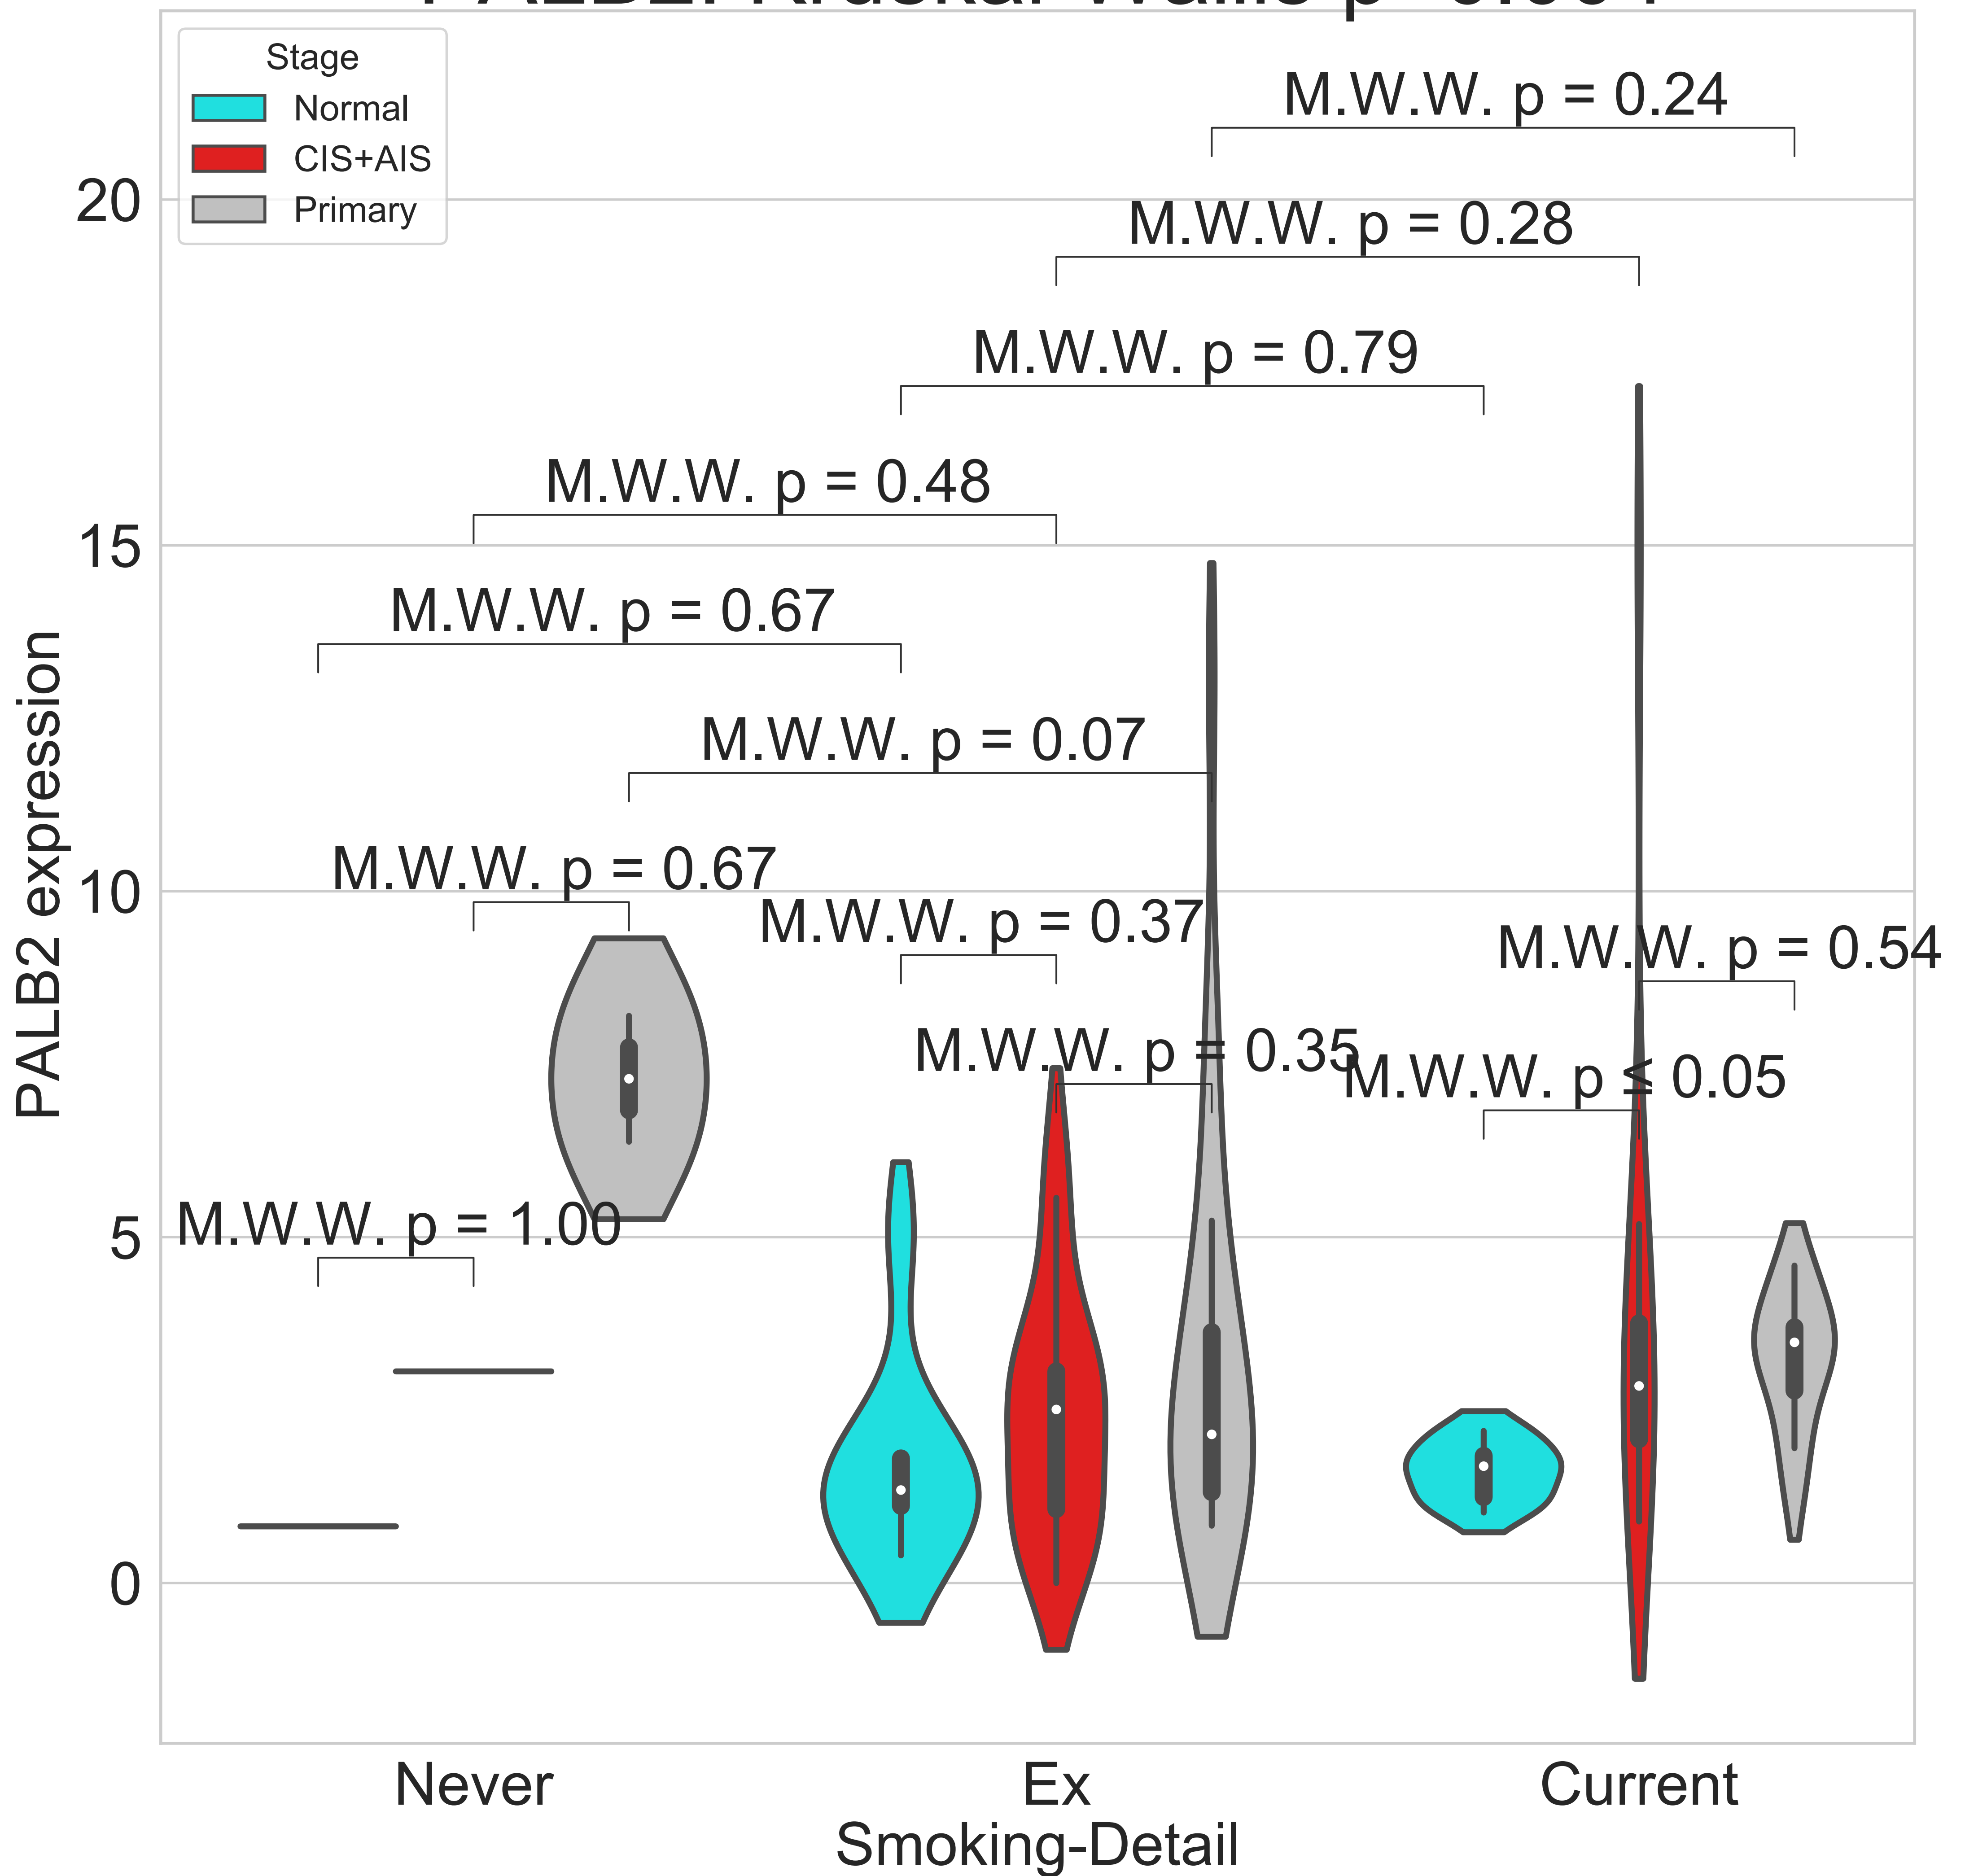 Stage
Normal
CIS+AIS
Primary
M.W.W. p = 0.24
M.W.W. p = 0.28
M.W.W. p = 0.79
M.W.W. p = 0.48
M.W.W. p = 0.67
M.W.W. p = 0.07
M.W.W. p = 0.67
M.W.W. p = 0.37
M.W.W. p = 0.54
M.W.W. p = 0.35
M.W.W. p ≤ 0.05
M.W.W. p = 1.00
20
15
10
5
0
PALB2 expression
Never
Ex
Current
Smoking-Detail